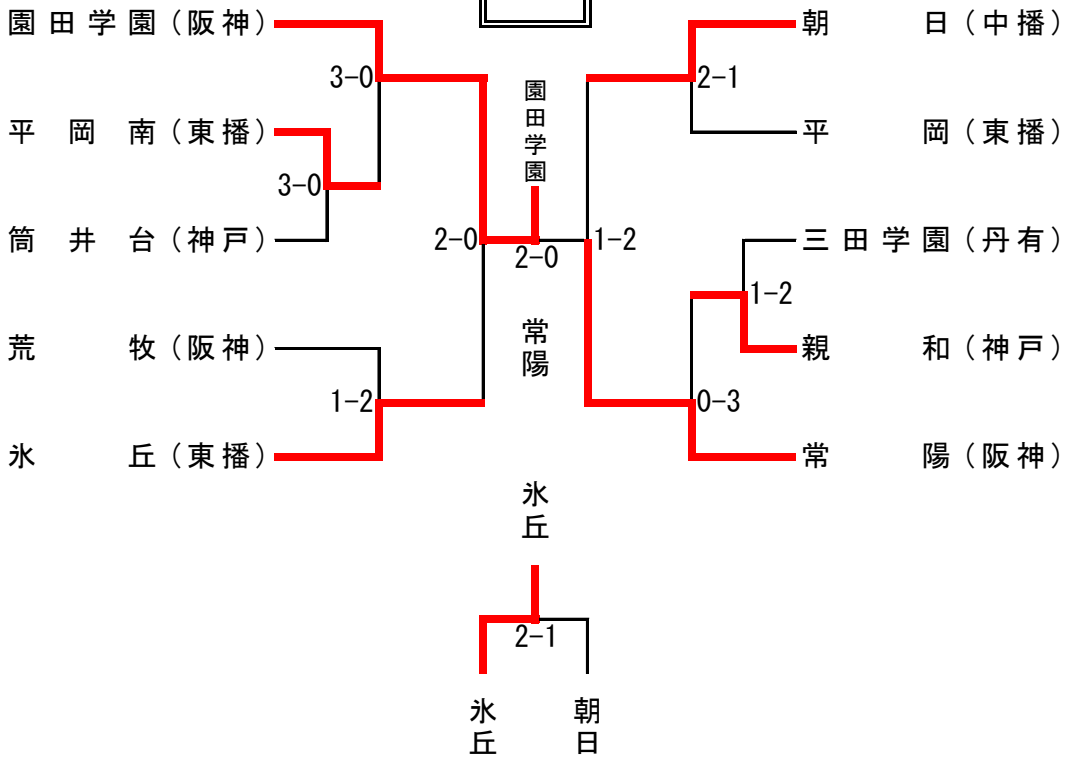 園田学園（阪神）
3-0
平岡南（東播）
3-0
筒井台（神戸）
2-0
荒牧（阪神）
1-2
氷丘（東播）
園田学園
2-0
常陽
朝日（中播）
2-1
平岡（東播）
1-2
三田学園（丹有）
1-2
親和（神戸）
0-3
常陽（阪神）
氷丘
2-1
氷丘
朝日